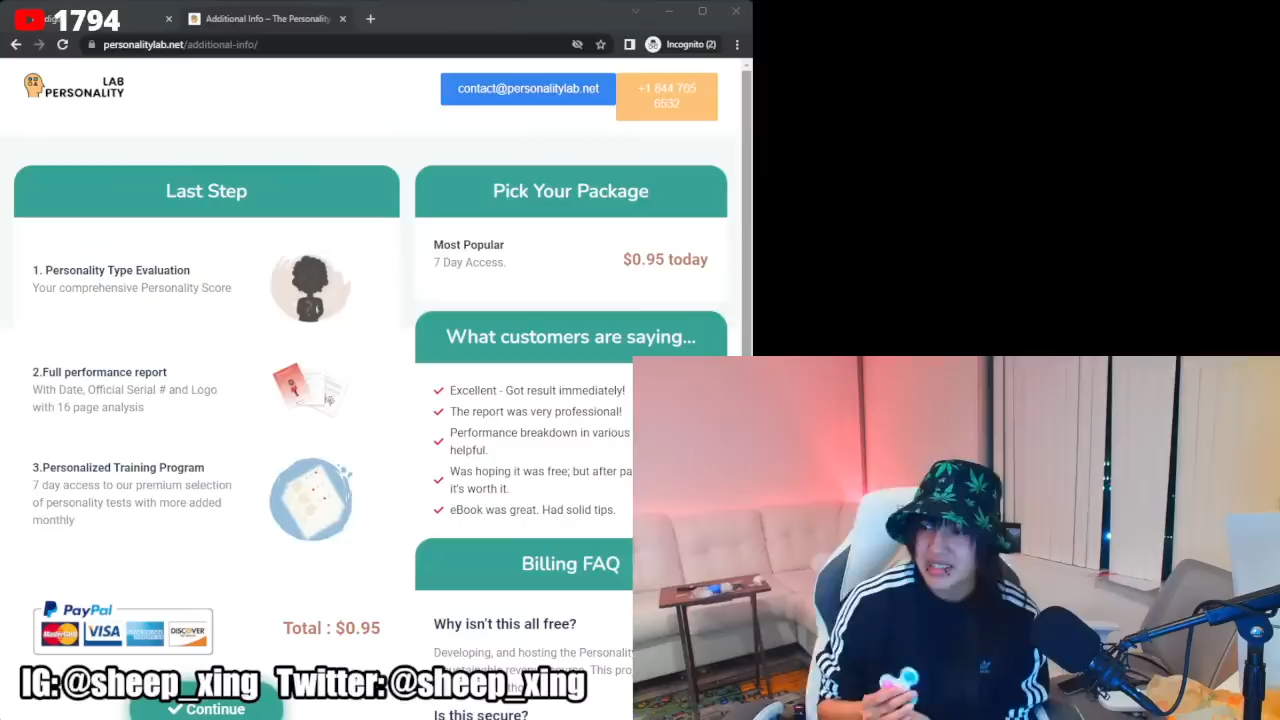 1794
Additional Info – The Personality
personalitylab.net/additional-info/
Incognito (2)
LAB
PERSONALITY
contact@personalitylab.net
+1 844 765
6532
Last Step
1. Personality Type Evaluation
Your comprehensive Personality Score
2.Full performance report
With Date, Official Serial # and Logo
with 16 page analysis
3.Personalized Training Program
7 day access to our premium selection
of personality tests with more added
monthly
PayPal
MasterCard
VISA
DISCOVER
Total : $0.95
Continue
Pick Your Package
Most Popular
7 Day Access.
$0.95 today
What customers are saying...
Excellent - Got result immediately!
The report was very professional!
Performance breakdown in various
helpful.
Was hoping it was free; but after pa
it's worth it.
eBook was great. Had solid tips.
Billing FAQ
Why isn't this all free?
Developing, and hosting the Personality
Is this secure?
IG:@sheep_xing Twitter:@sheep_xing